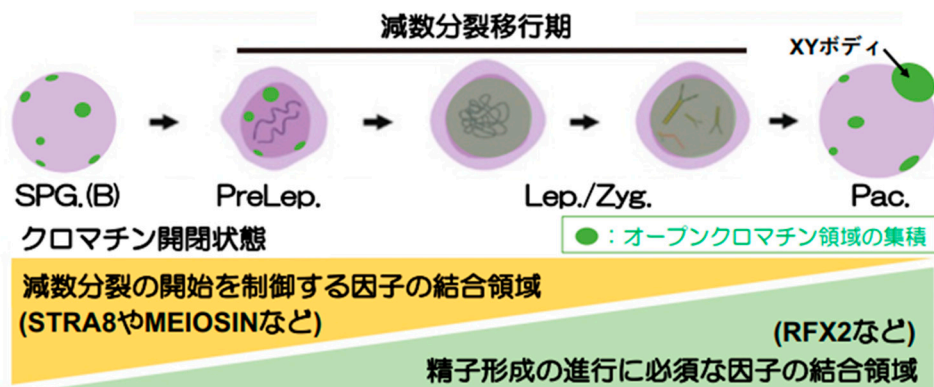 減数分裂移行期
XYボディ
SPG.(B)
PreLep.
Lep./Zyg.
Pac.
クロマチン開閉状態
：オープンクロマチン領域の集積
減数分裂の開始を制御する因子の結合領域
(STRA8やMEIOSINなど)
(RFX2など)
精子形成の進行に必須な因子の結合領域